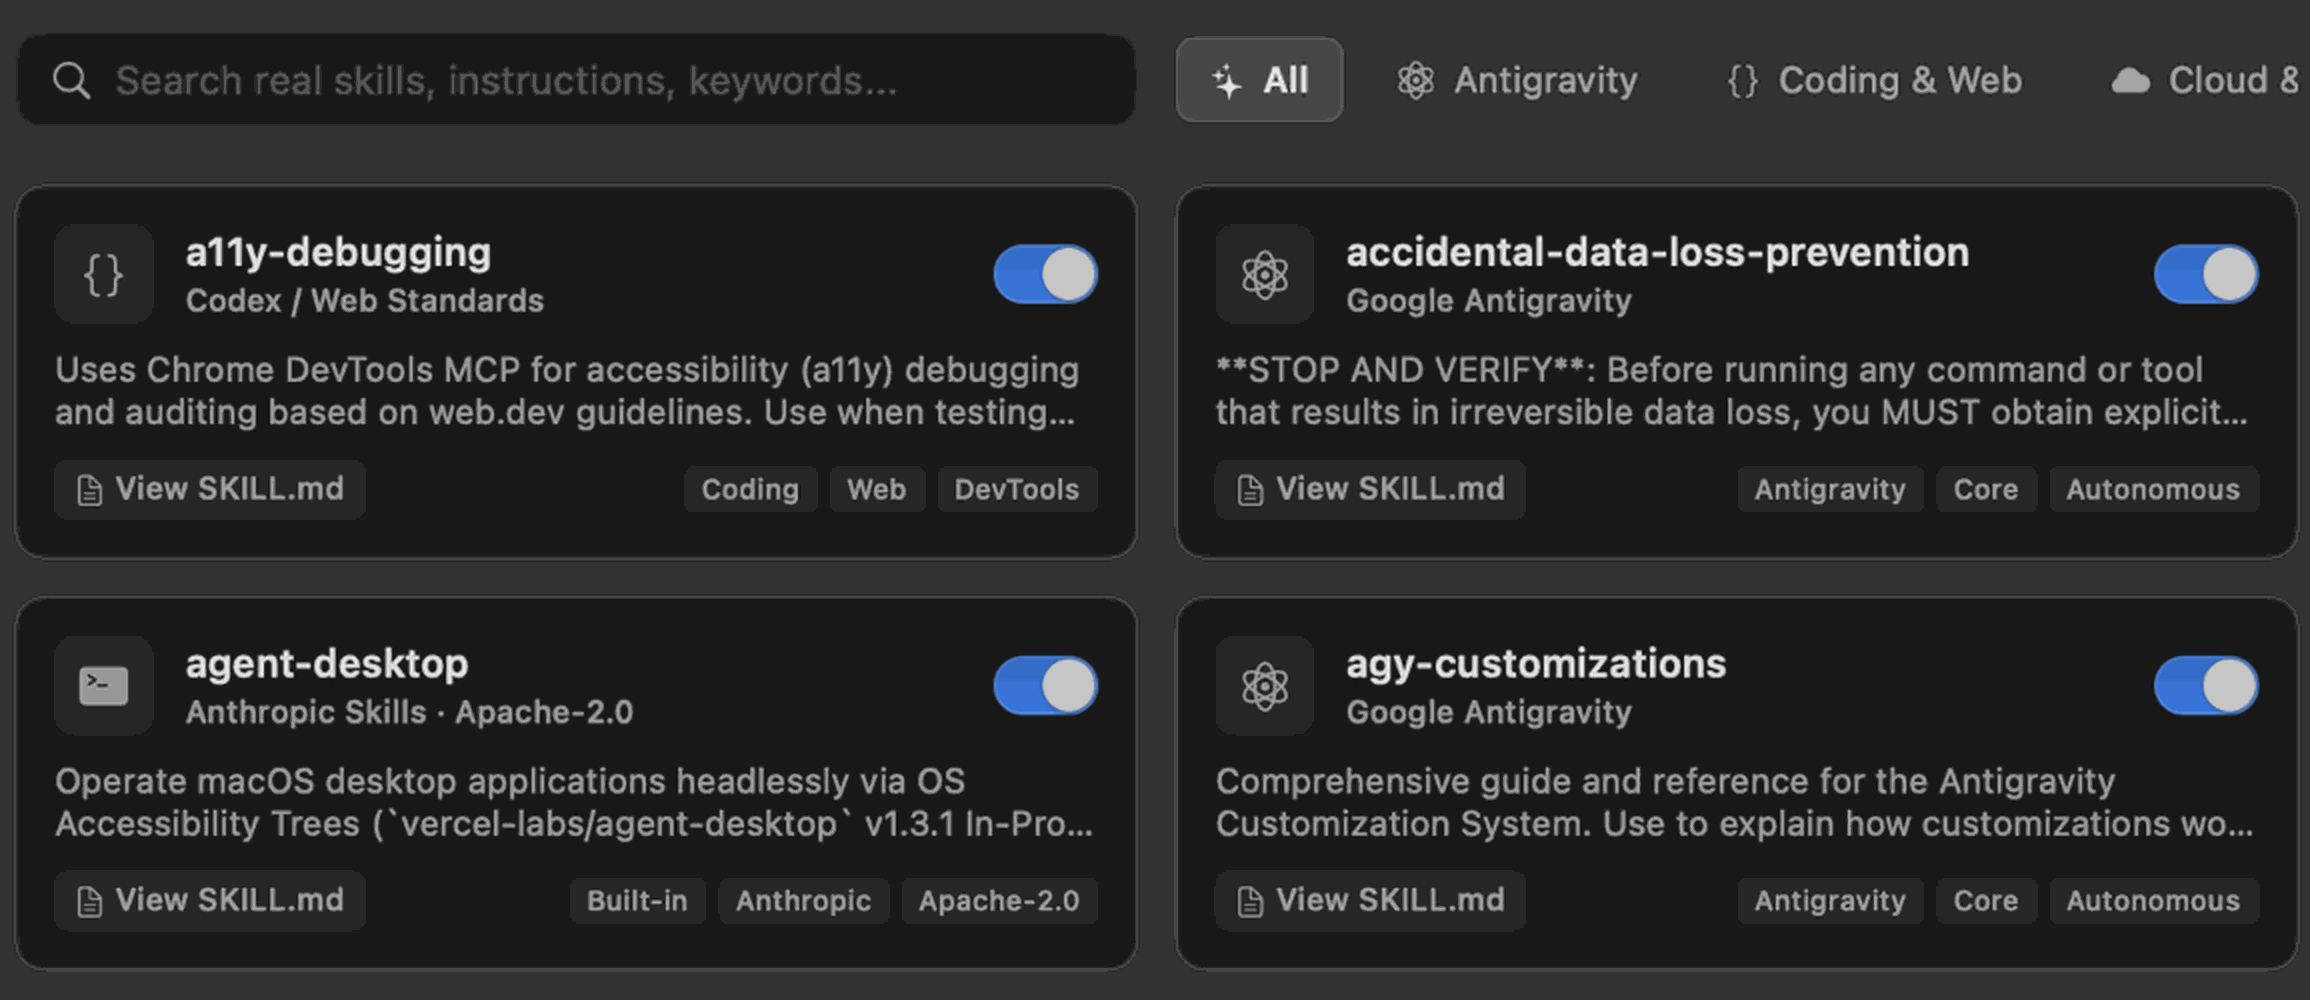 Search real skills, instructions, keywords...
All
Antigravity
{} Coding & Web
Cloud &
{}
a11y-debugging
Codex / Web Standards
Uses Chrome DevTools MCP for accessibility (a11y) debugging
and auditing based on web.dev guidelines. Use when testing...
View SKILL.md
Coding
Web
DevTools
accidental-data-loss-prevention
Google Antigravity
**STOP AND VERIFY**: Before running any command or tool
that results in irreversible data loss, you MUST obtain explicit...
View SKILL.md
Antigravity
Core
Autonomous
agent-desktop
Anthropic Skills · Apache-2.0
Operate macOS desktop applications headlessly via OS
Accessibility Trees (`vercel-labs/agent-desktop` v1.3.1 In-Pro...
View SKILL.md
Built-in
Anthropic
Apache-2.0
agy-customizations
Google Antigravity
Comprehensive guide and reference for the Antigravity
Customization System. Use to explain how customizations wo...
View SKILL.md
Antigravity
Core
Autonomous